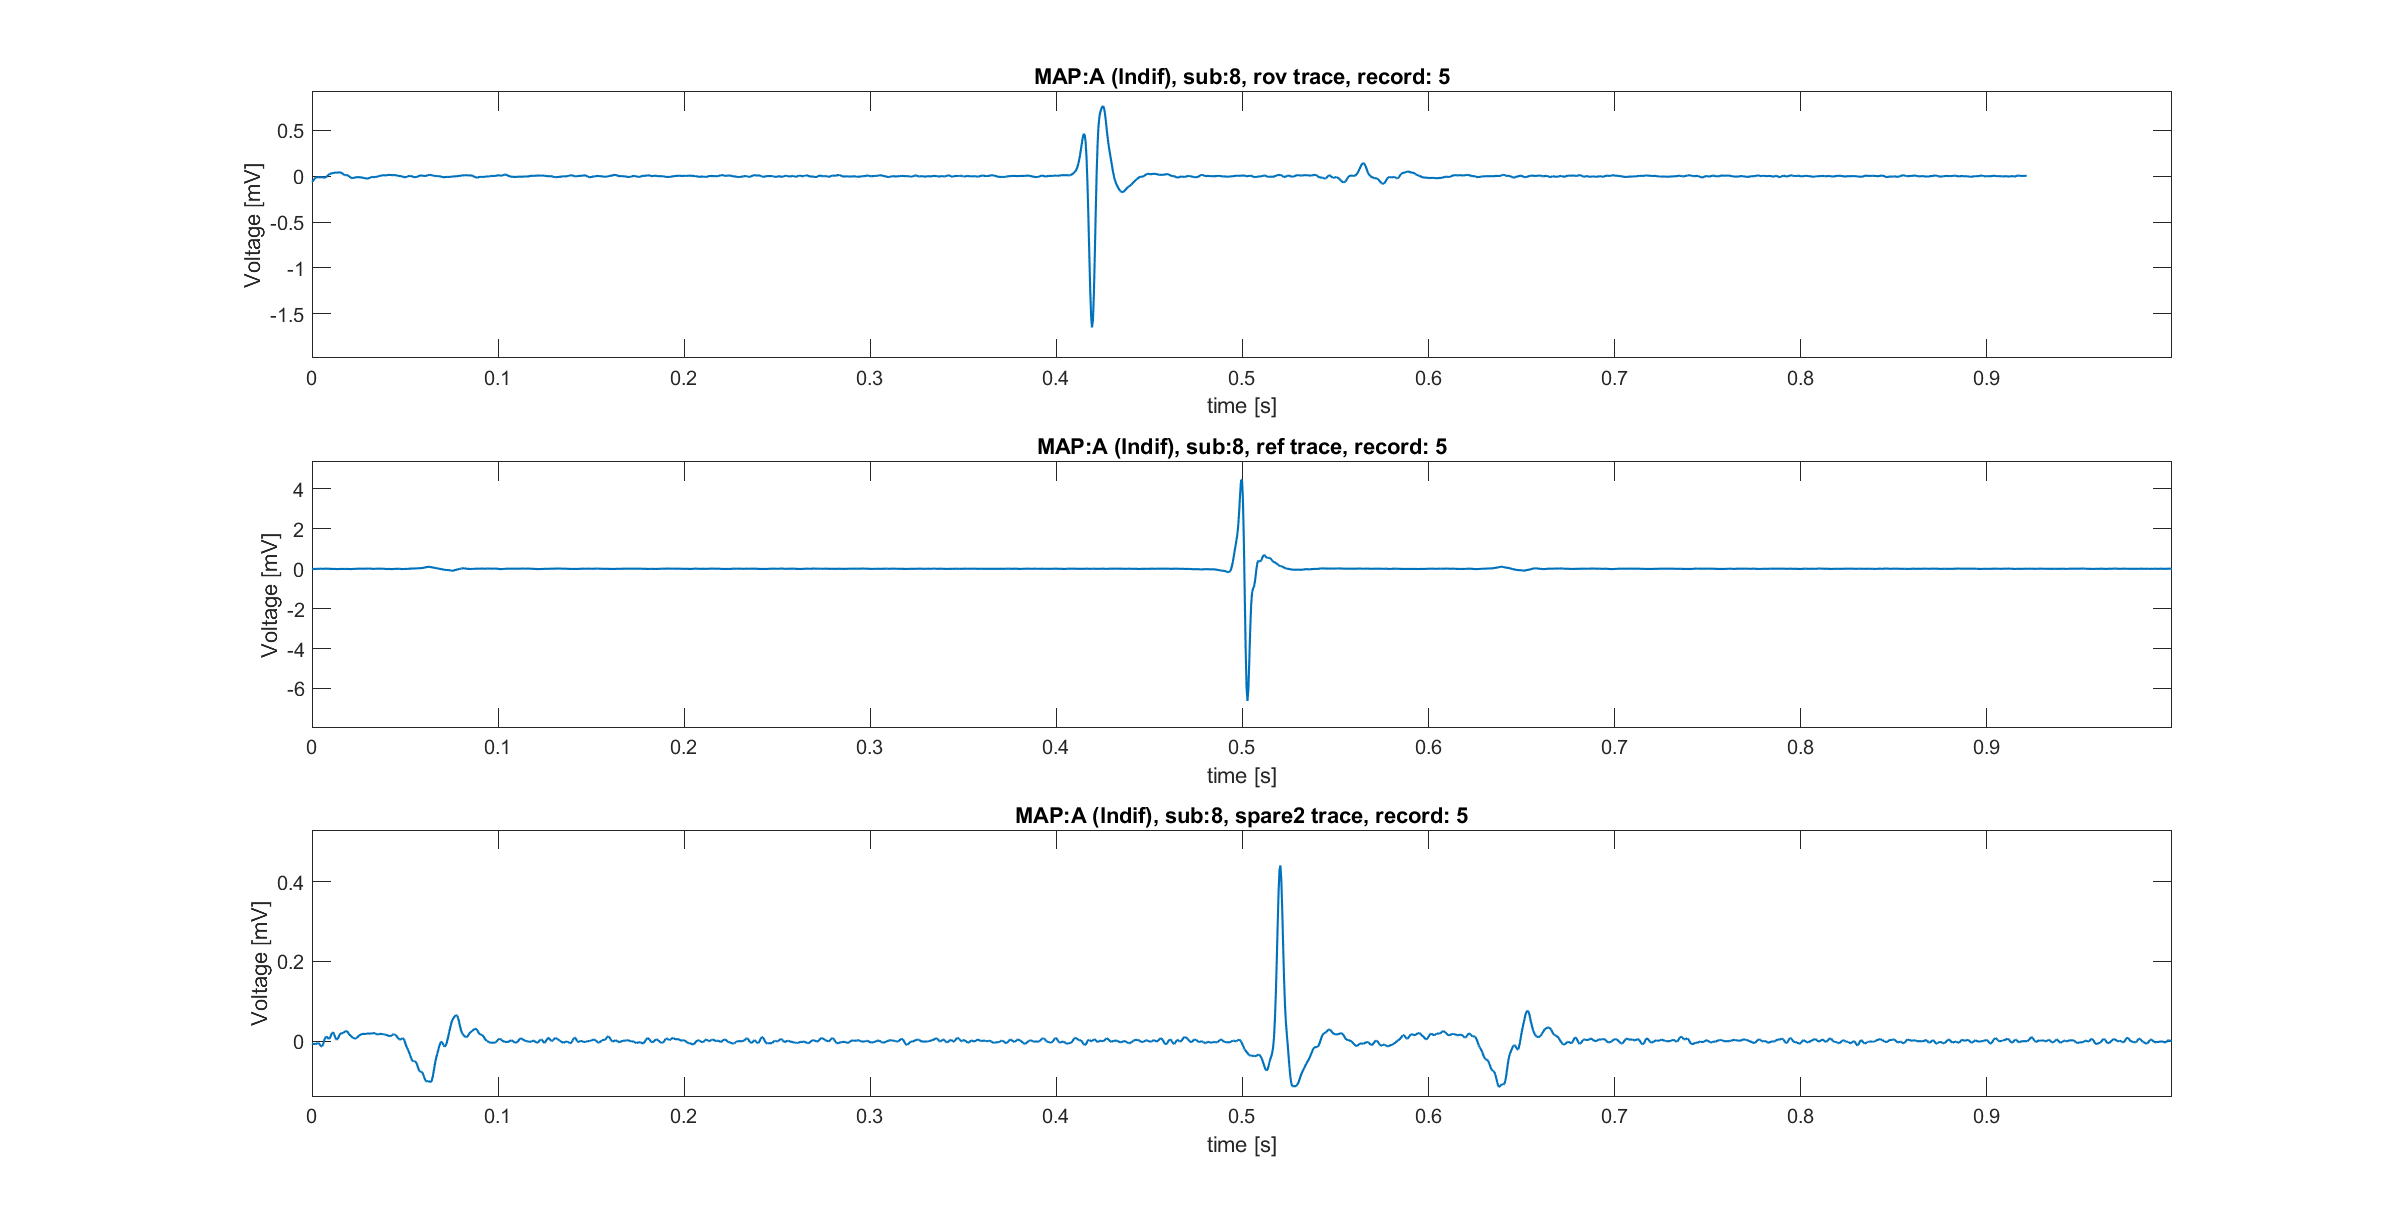 MAP:A (Indif), sub:8, rov trace, record: 5
Voltage [mV]
0.5
0
-0.5
-1
-1.5
0 0.1 0.2 0.3 0.4 0.5 0.6 0.7 0.8 0.9
time [s]
MAP:A (Indif), sub:8, ref trace, record: 5
Voltage [mV]
4
2
0
-2
-4
-6
0 0.1 0.2 0.3 0.4 0.5 0.6 0.7 0.8 0.9
time [s]
MAP:A (Indif), sub:8, spare2 trace, record: 5
Voltage [mV]
0.4
0.2
0
0 0.1 0.2 0.3 0.4 0.5 0.6 0.7 0.8 0.9
time [s]